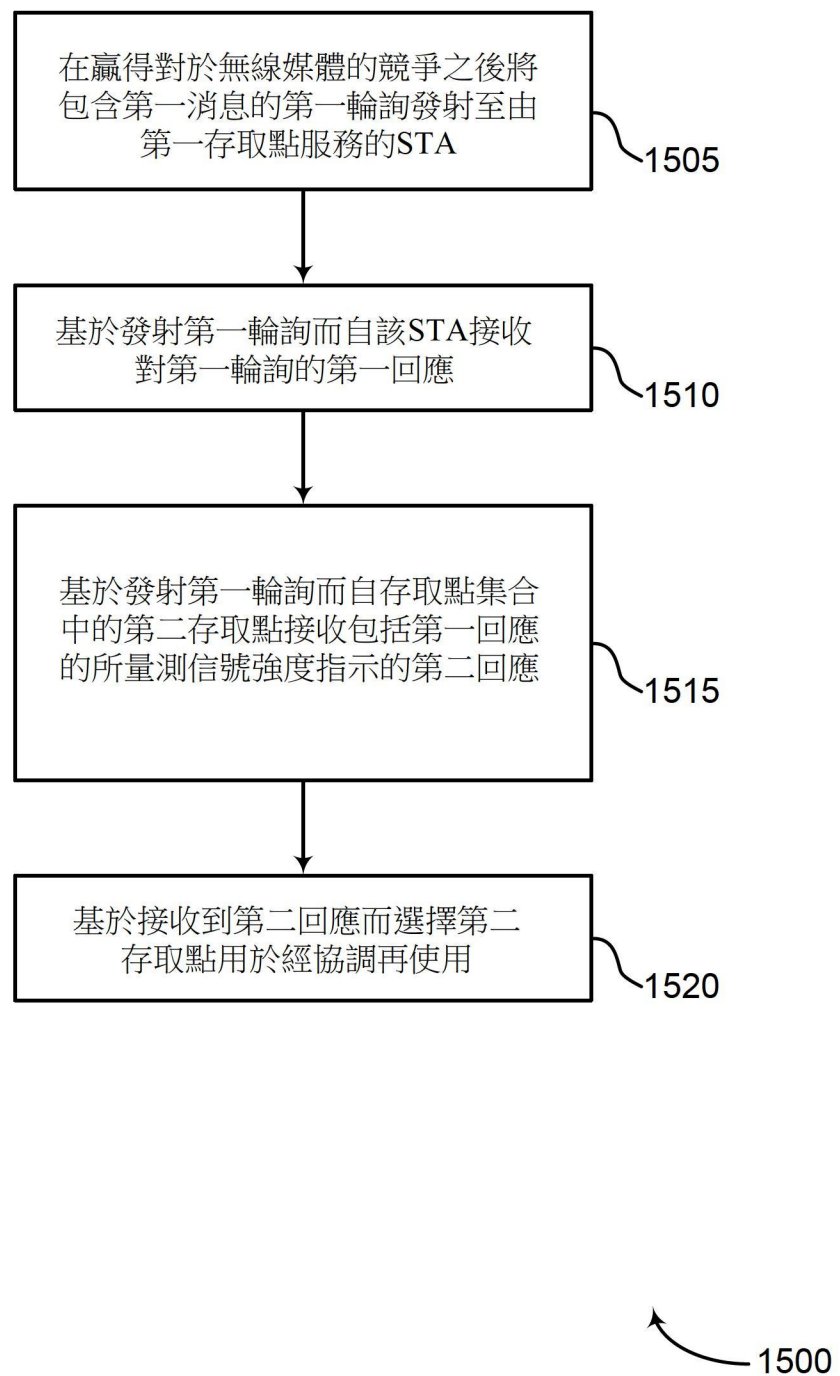 在贏得對於無線媒體的競爭之後將
包含第一消息的第一輪詢發射至由
第一存取點服務的STA
1505
基於發射第一輪詢而自該STA接收
對第一輪詢的第一回應
1510
基於發射第一輪詢而自存取點集合
中的第二存取點接收包括第一回應
的所量測信號強度指示的第二回應
1515
基於接收到第二回應而選擇第二
存取點用於經協調再使用
1520
1500